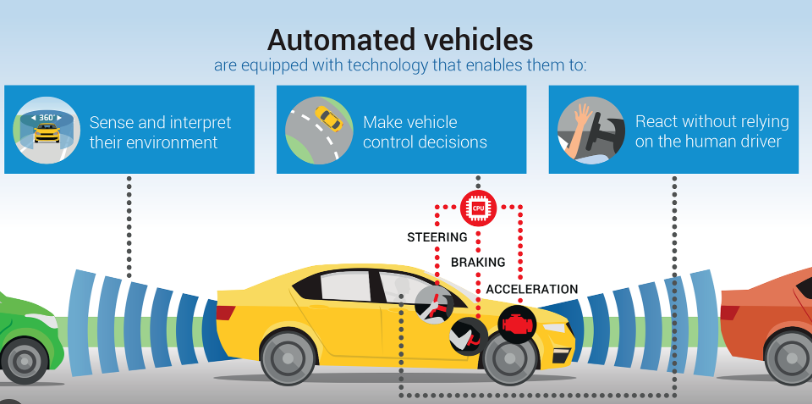 Automated vehicles
are equipped with technology that enables them to:
360°
Sense and interpret
their environment
Make vehicle
control decisions
React without relying
on the human driver
CPU
STEERING
BRAKING
ACCELERATION